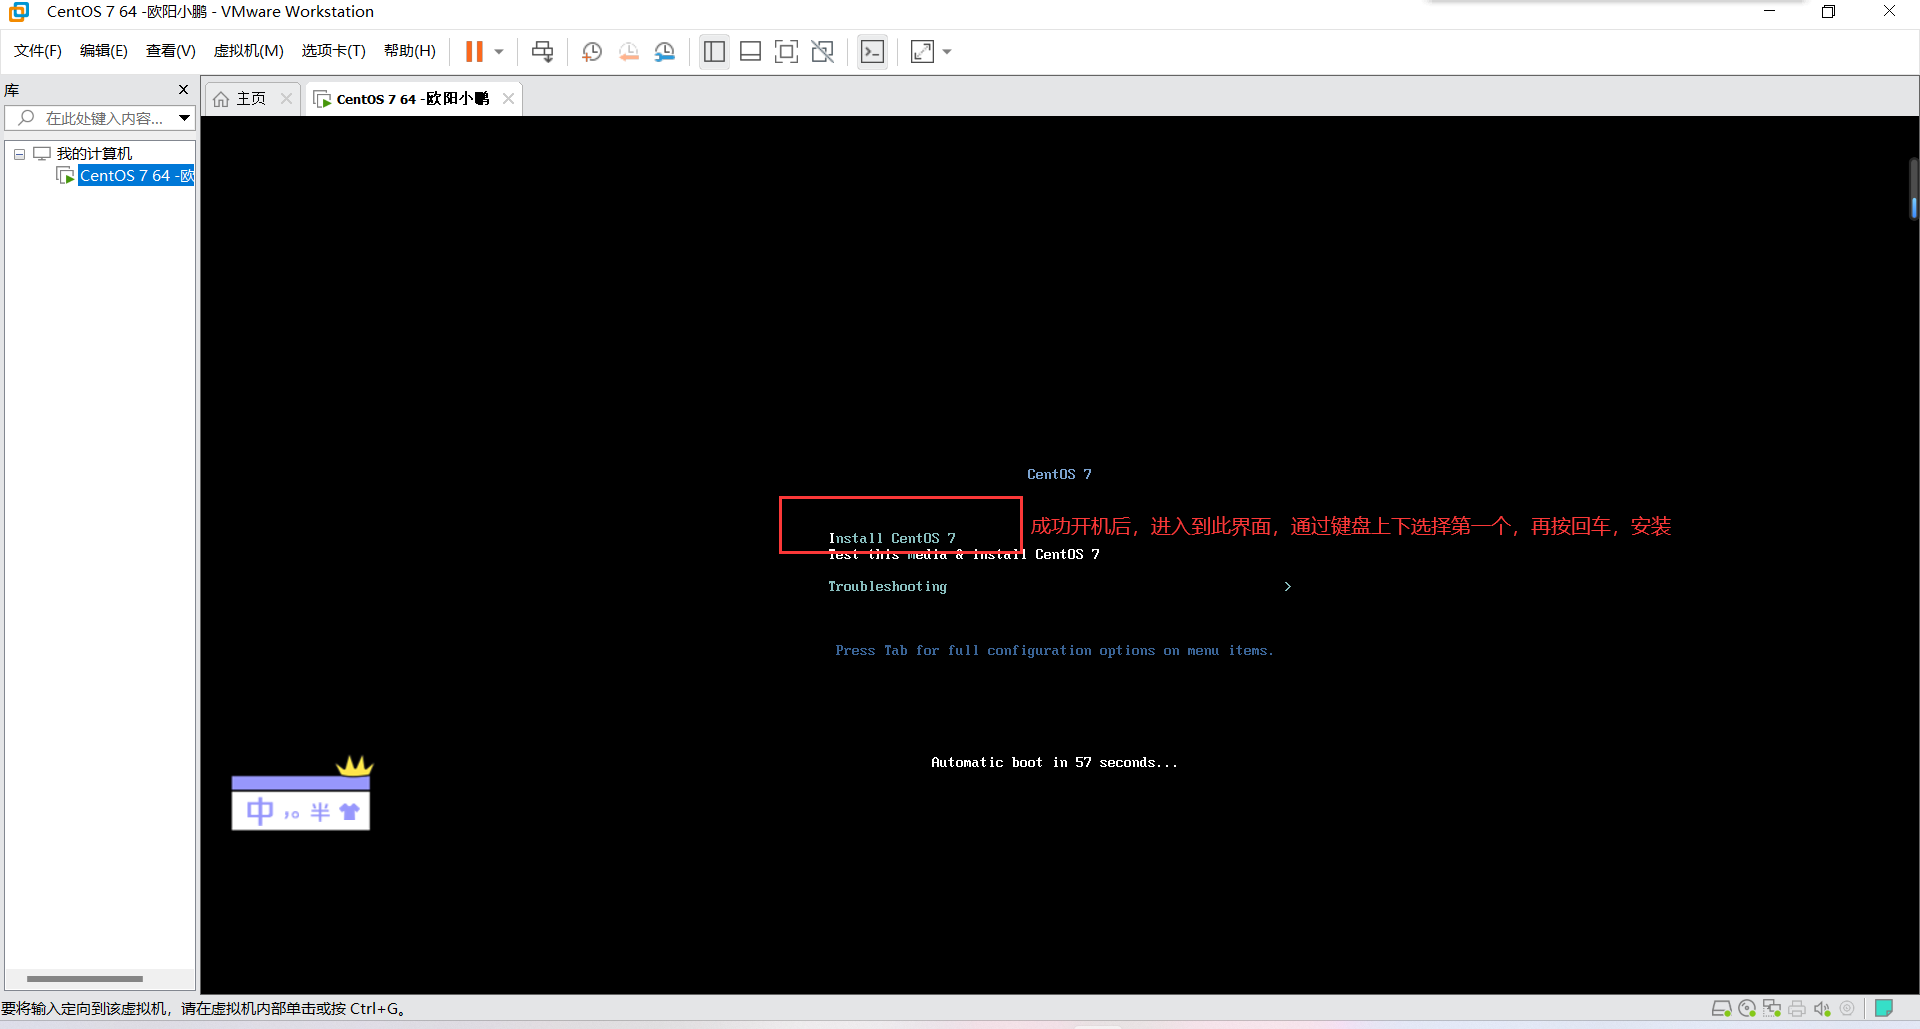 CentOS 7 64 -欧阳小鹏 - VMware Workstation
文件(F) 编辑(E) 查看(V) 虚拟机(M) 选项卡(T) 帮助(H)
库
主页
CentOS 7 64 -欧阳小鹏
在此处键入内容...
我的计算机
CentOS 7 64 -欧
CentOS 7
成功开机后，进入到此界面，通过键盘上下选择第一个，再按回车，安装
Install CentOS 7
Test this media & install CentOS 7
Troubleshooting >
Press Tab for full configuration options on menu items.
Automatic boot in 57 seconds...
中 ，。 半
要将输入定向到该虚拟机，请在虚拟机内部单击或按 Ctrl+G。